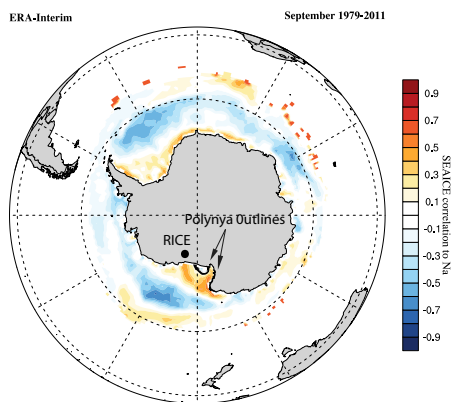 ERA-Interim
September 1979-2011
Polynya Outlines
RICE
0.9
0.7
0.5
0.3
0.1
-0.1
-0.3
-0.5
-0.7
-0.9
SEAICE correlation to Na